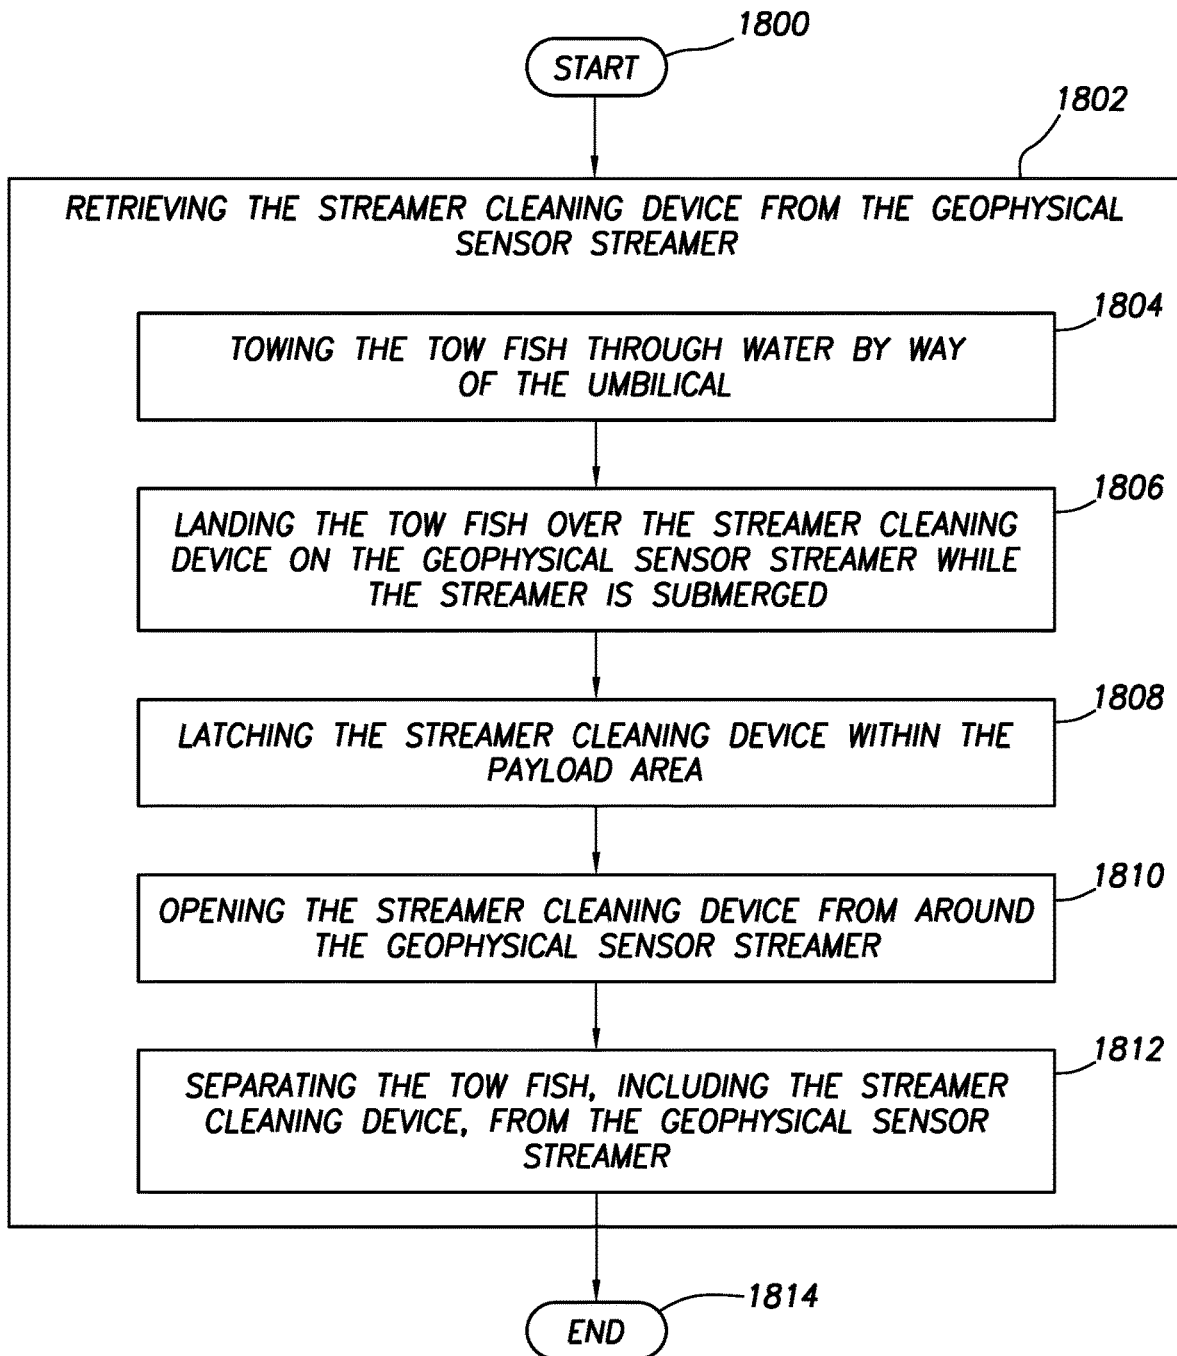 1800
START
1802
RETRIEVING THE STREAMER CLEANING DEVICE FROM THE GEOPHYSICAL
SENSOR STREAMER
1804
TOWING THE TOW FISH THROUGH WATER BY WAY
OF THE UMBILICAL
1806
LANDING THE TOW FISH OVER THE STREAMER CLEANING
DEVICE ON THE GEOPHYSICAL SENSOR STREAMER WHILE
THE STREAMER IS SUBMERGED
1808
LATCHING THE STREAMER CLEANING DEVICE WITHIN THE
PAYLOAD AREA
1810
OPENING THE STREAMER CLEANING DEVICE FROM AROUND
THE GEOPHYSICAL SENSOR STREAMER
1812
SEPARATING THE TOW FISH, INCLUDING THE STREAMER
CLEANING DEVICE, FROM THE GEOPHYSICAL SENSOR
STREAMER
1814
END